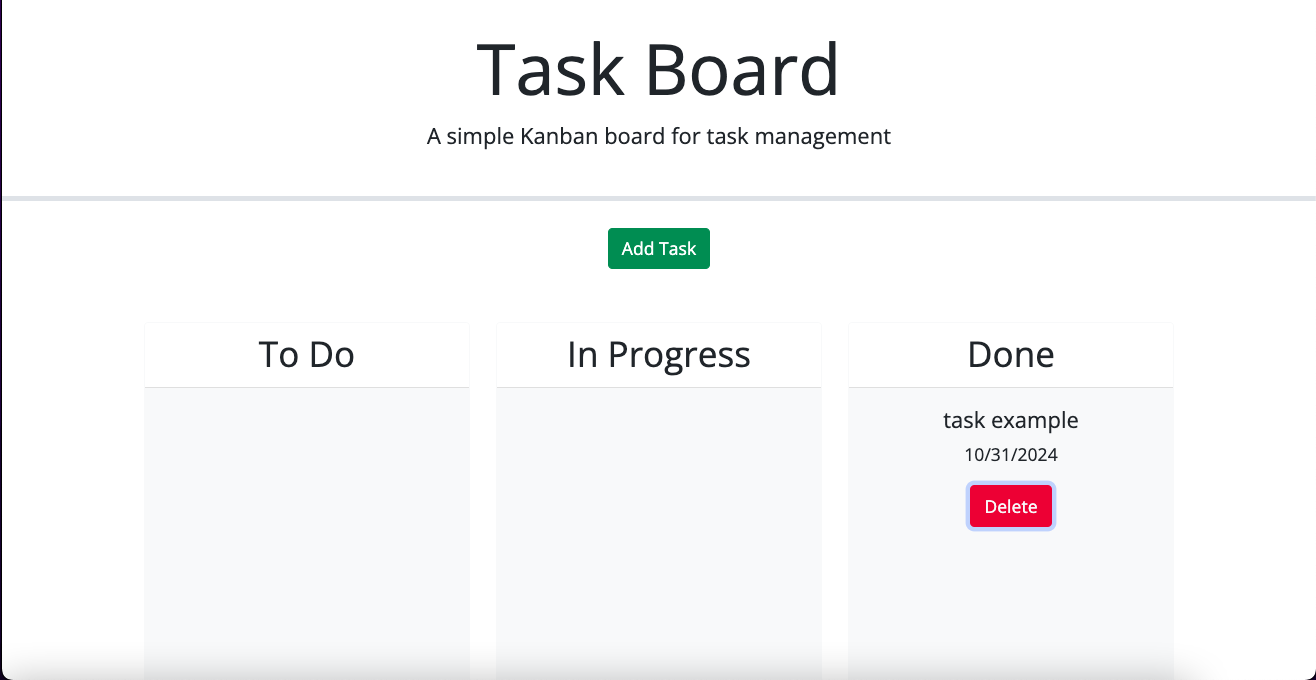 Task Board
A simple Kanban board for task management
Add Task
To Do
In Progress
Done
task example
10/31/2024
Delete